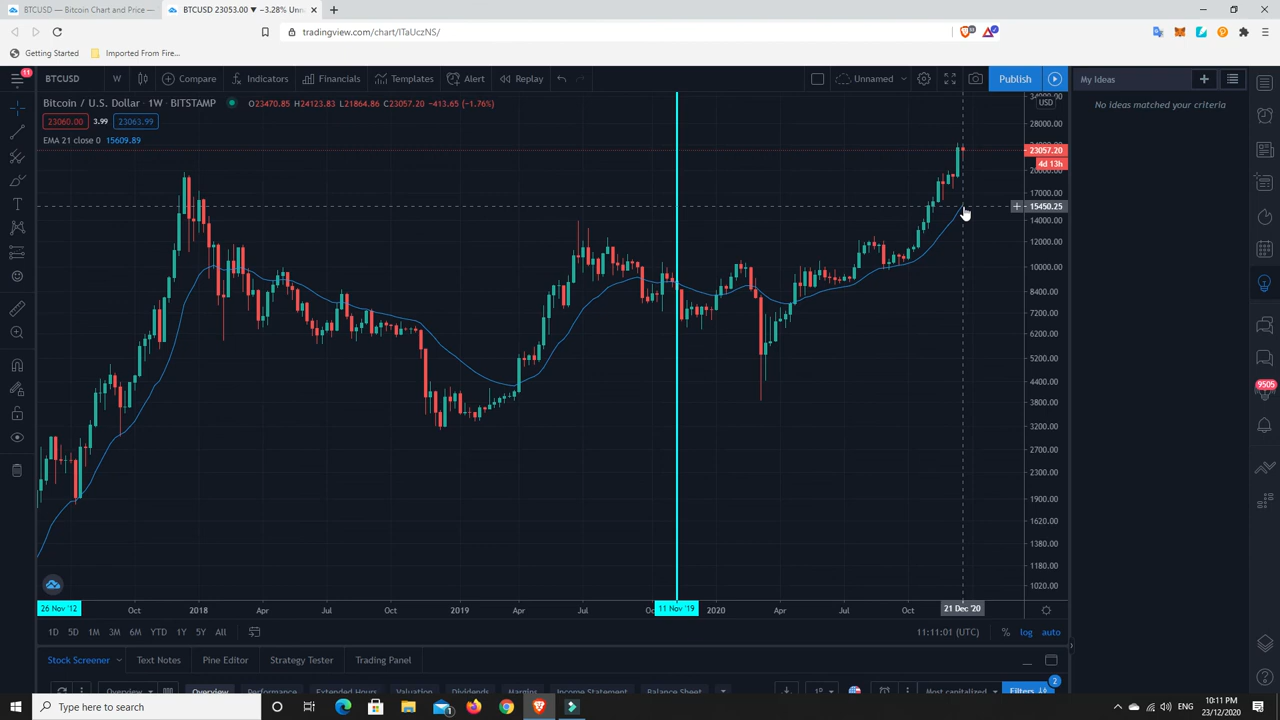 BTCUSD — Bitcoin Chart and Price —
BTCUSD 23053.00 ▼ −3.28% Unn
tradingview.com/chart/ITaUczNS/
Getting Started
Imported From Fire...
11
BTCUSD
W
Compare
Indicators
Financials
Templates
Alert
Replay
Unnamed
Publish
My Ideas
Bitcoin / U.S. Dollar · 1W · BITSTAMP
O23470.85 H24123.83 L21864.86 C23057.20 −413.65 (−1.76%)
23060.00
3.99
23063.99
EMA 21 close 0 15609.89
No ideas matched your criteria
USD
28000.00
23057.20
4d 13h
20000.00
17000.00
15450.25
14000.00
12000.00
10000.00
8400.00
7200.00
6200.00
5200.00
4400.00
3800.00
3200.00
2700.00
2300.00
1900.00
1620.00
1380.00
1180.00
1020.00
9505
26 Nov '12
Oct
2018
Apr
Jul
Oct
2019
Apr
Jul
11 Nov '19
2020
Apr
Jul
Oct
21 Dec '20
1D 5D 1M 3M 6M YTD 1Y 5Y All
11:11:01 (UTC)
%
log
auto
Stock Screener
Text Notes
Pine Editor
Strategy Tester
Trading Panel
2
Overview
Overview
Performance
Extended Hours
Valuation
Dividends
Margins
Income Statement
Balance Sheet
Most capitalized
Filters
Type here to search
ENG
10:11 PM
23/12/2020